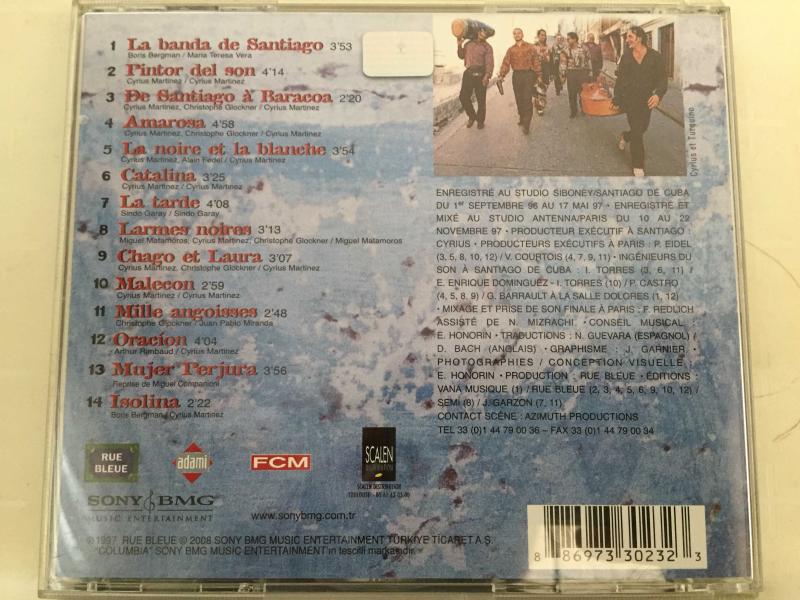 1 La banda de Santiago 3'53
Boris Bergman / Maria Teresa Vera
2 Pintor del son 4'14
Cyrius Martinez / Cyrius Martinez
3 De Santiago à Baracoa 2'20
Cyrius Martinez, Christophe Glockner / Cyrius Martinez
4 Amarosa 4'58
Cyrius Martinez, Christophe Glockner / Cyrius Martinez
5 La noire et la blanche 3'54
Cyrius Martinez, Alain Fedel / Cyrius Martinez
6 Catalina 3'25
Cyrius Martinez / Cyrius Martinez
7 La tarde 4'08
Sindo Garay / Sindo Garay
8 Larmes noires 3'13
Miguel Matamoros, Cyrius Martinez, Christophe Glockner / Miguel Matamoros
9 Chago et Laura 3'07
Cyrius Martinez, Christophe Glockner / Cyrius Martinez
10 Malecon 2'59
Cyrius Martinez / Cyrius Martinez
11 Mille angoisses 2'48
Christophe Glockner / Juan Pablo Miranda
12 Oracion 4'04
Arthur Rimbaud / Cyrius Martinez
13 Mujer Perjura 3'56
Reprise de Miguel Companioni
14 Isolina 2'22
Boris Bergman / Cyrius Martinez
Cyrius et Turquino
ENREGISTRÉ AU STUDIO SIBONEY/SANTIAGO DE CUBA
DU 1ER SEPTEMBRE 96 AU 17 MAI 97 • ENREGISTRE ET
MIXÉ AU STUDIO ANTENNA/PARIS DU 10 AU 22
NOVEMBRE 97 • PRODUCTEUR EXÉCUTIF À SANTIAGO :
CYRIUS • PRODUCTEURS EXÉCUTIFS À PARIS : P. EIDEL
(3, 5, 8, 10, 12) / V. COURTOIS (4, 7, 9, 11) • INGÉNIEURS DU
SON À SANTIAGO DE CUBA : I. TORRES (3, 6, 11) /
E. ENRIQUE DOMINGUEZ - I. TORRES (10) / P. CASTRO
(4, 5, 8, 9) / G. BARRAULT À LA SALLE DOLORES (1, 12)
• MIXAGE ET PRISE DE SON FINALE À PARIS : F. REDLICH
ASSISTÉ DE N. MIZRACHI • CONSEIL MUSICAL :
E. HONORIN • TRADUCTIONS : N. GUEVARA (ESPAGNOL) /
D. BACH (ANGLAIS) • GRAPHISME : J. GARNIER •
PHOTOGRAPHIES / CONCEPTION VISUELLE :
E. HONORIN • PRODUCTION : RUE BLEUE • ÉDITIONS :
VANA MUSIQUE (1) / RUE BLEUE (2, 3, 4, 5, 6, 9, 10, 12) /
SEMI (8) / J. GARZON (7, 11)
CONTACT SCÈNE : AZIMUTH PRODUCTIONS
TEL 33 (0)1 44 79 00 36 – FAX 33 (0)1 44 79 00 34
RUE
BLEUE
adami
FCM
SCALEN
DISTRIBUTION
SCALEN DISTRIBUTION
SONY BMG
MUSIC ENTERTAINMENT
www.sonybmg.com.tr
©1997 RUE BLEUE ℗ 2008 SONY BMG MUSIC ENTERTAINMENT TÜRKİYE TİCARET A.Ş.
"COLUMBIA" SONY BMG MUSIC ENTERTAINMENT'in tescilli markasıdır.
8 86973 30232 3